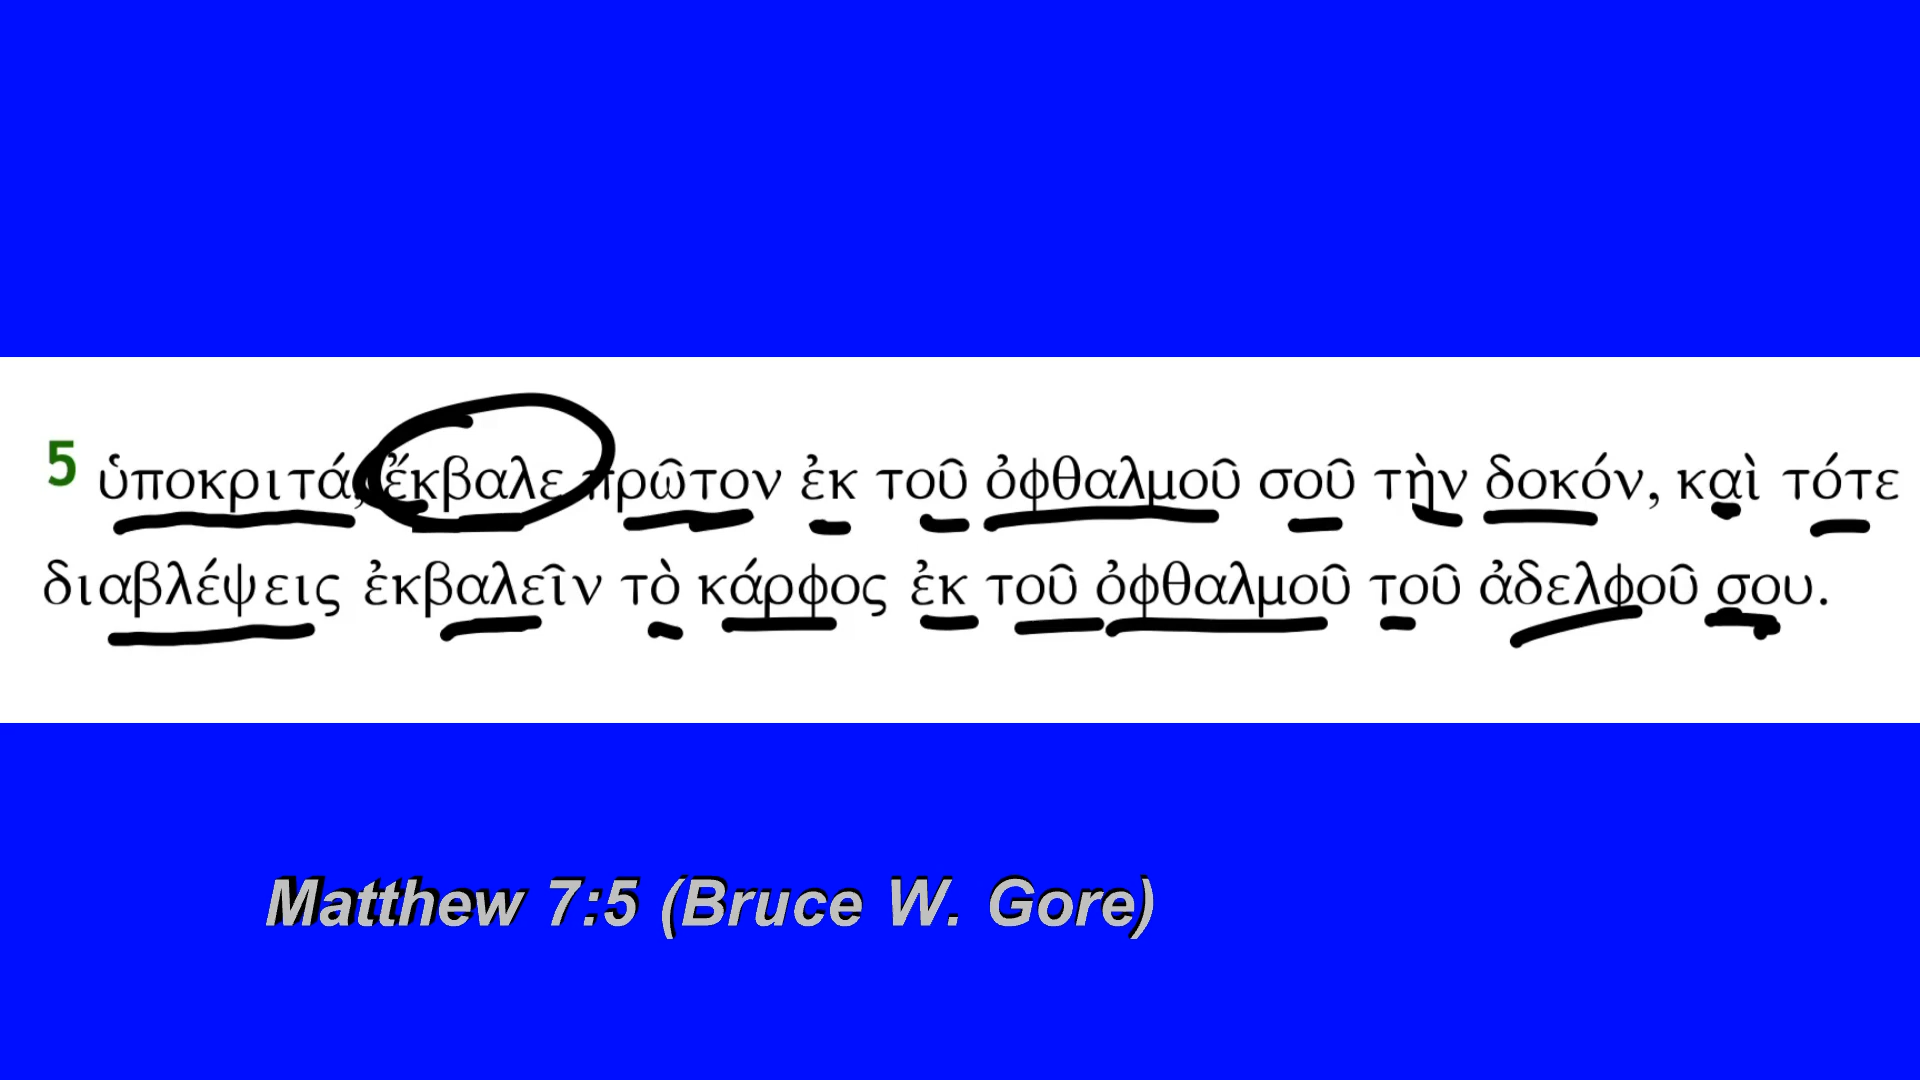 5 ὑποκριτά, ἔκβαλε πρῶτον ἐκ τοῦ ὀφθαλμοῦ σοῦ τὴν δοκόν, καὶ τότε
διαβλέψεις ἐκβαλεῖν τὸ κάρφος ἐκ τοῦ ὀφθαλμοῦ τοῦ ἀδελφοῦ σου.
Matthew 7:5 (Bruce W. Gore)